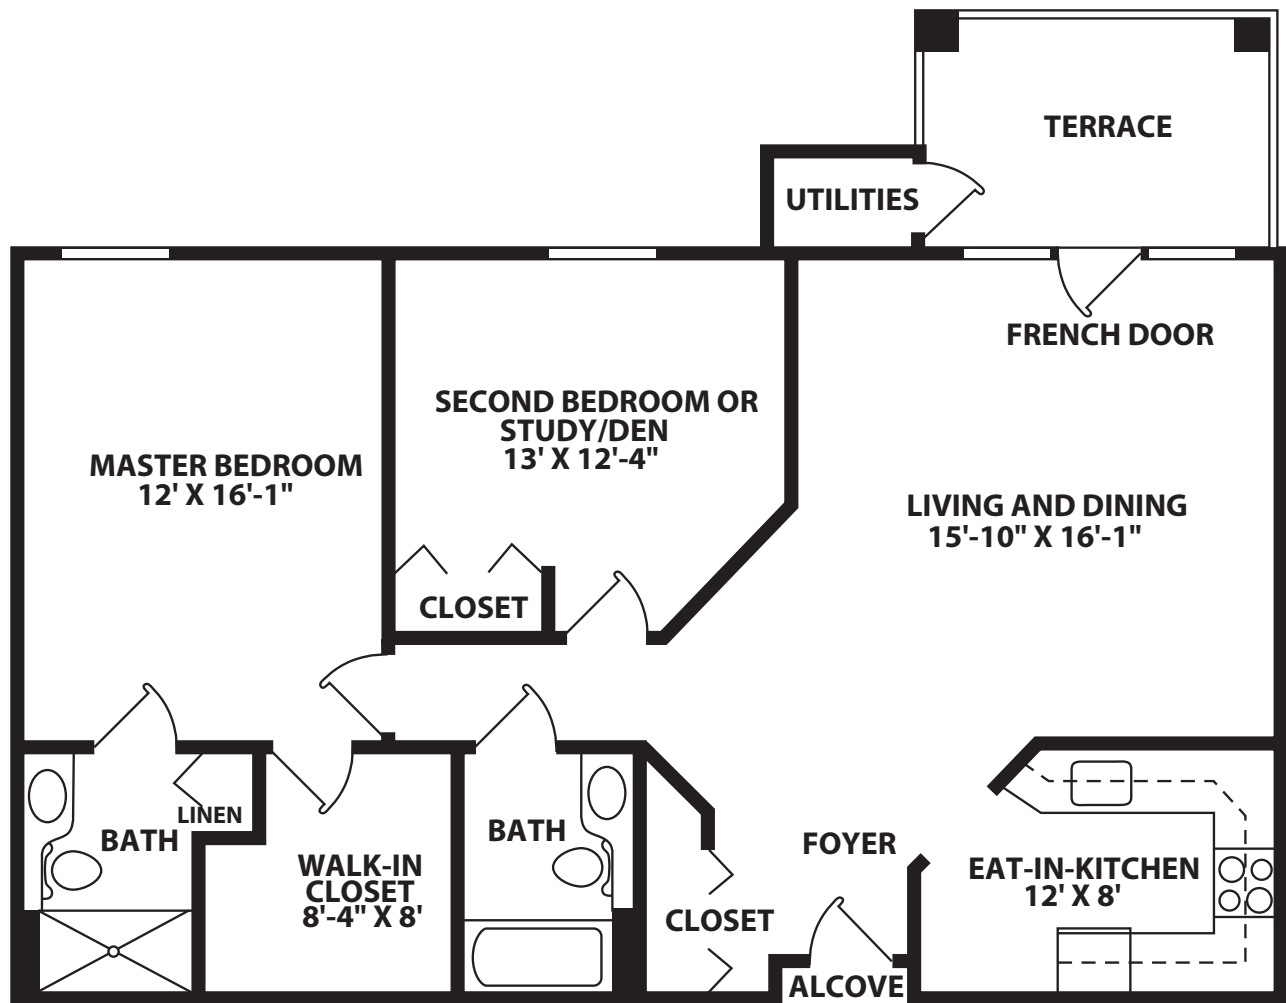 TERRACE
UTILITIES
FRENCH DOOR
SECOND BEDROOM OR
STUDY/DEN
13' X 12'-4"
MASTER BEDROOM
12' X 16'-1"
LIVING AND DINING
15'-10" X 16'-1"
CLOSET
LINEN
BATH
BATH
WALK-IN
CLOSET
8'-4" X 8'
FOYER
EAT-IN-KITCHEN
12' X 8'
CLOSET
ALCOVE